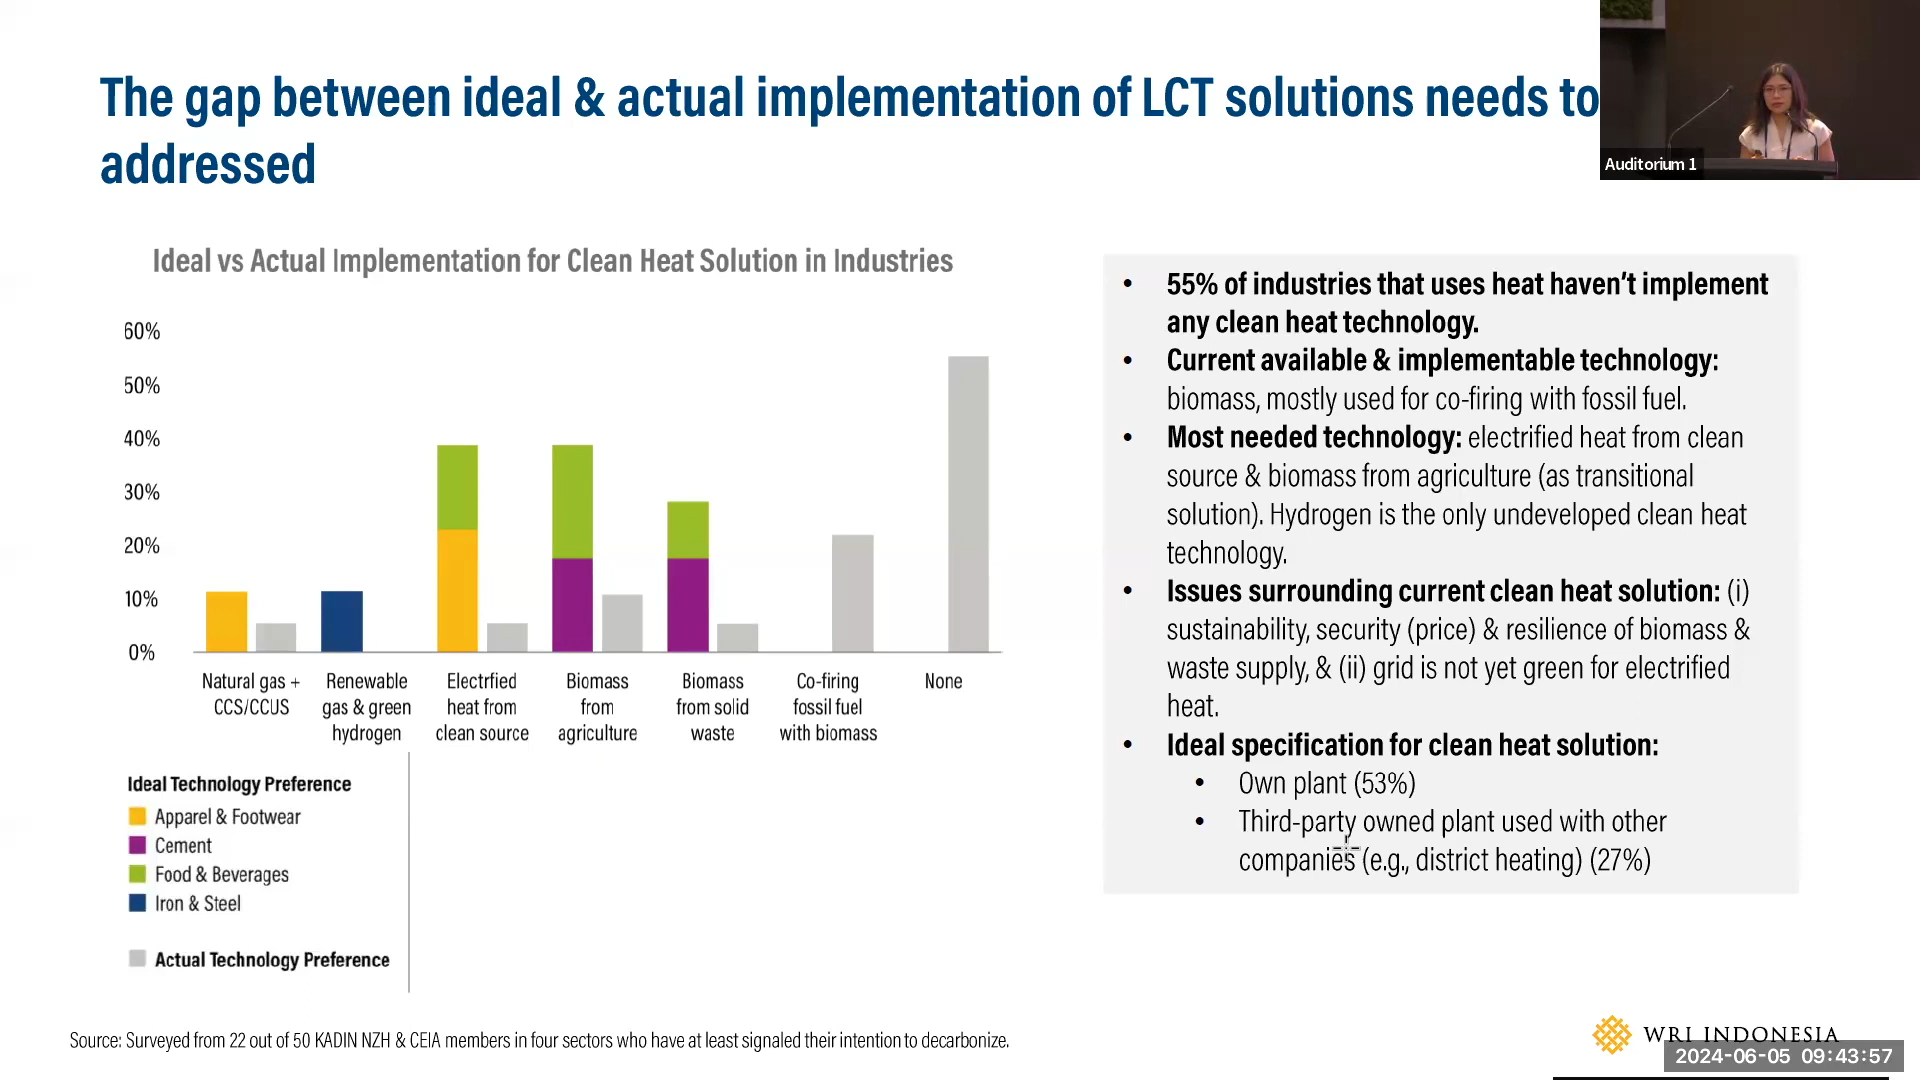 The gap between ideal & actual implementation of LCT solutions needs to
addressed
Auditorium 1
Ideal vs Actual Implementation for Clean Heat Solution in Industries
60%
50%
40%
30%
20%
10%
0%
Natural gas +
CCS/CCUS
Renewable
gas & green
hydrogen
Electrfied
heat from
clean source
Biomass
from
agriculture
Biomass
from solid
waste
Co-firing
fossil fuel
with biomass
None
Ideal Technology Preference
Apparel & Footwear
Cement
Food & Beverages
Iron & Steel
Actual Technology Preference
• 55% of industries that uses heat haven't implement
any clean heat technology.
• Current available & implementable technology:
biomass, mostly used for co-firing with fossil fuel.
• Most needed technology: electrified heat from clean
source & biomass from agriculture (as transitional
solution). Hydrogen is the only undeveloped clean heat
technology.
• Issues surrounding current clean heat solution: (i)
sustainability, security (price) & resilience of biomass &
waste supply, & (ii) grid is not yet green for electrified
heat.
• Ideal specification for clean heat solution:
• Own plant (53%)
• Third-party owned plant used with other
companies (e.g., district heating) (27%)
Source: Surveyed from 22 out of 50 KADIN NZH & CEIA members in four sectors who have at least signaled their intention to decarbonize.
WRI INDONESIA
2024-06-05 09:43:57